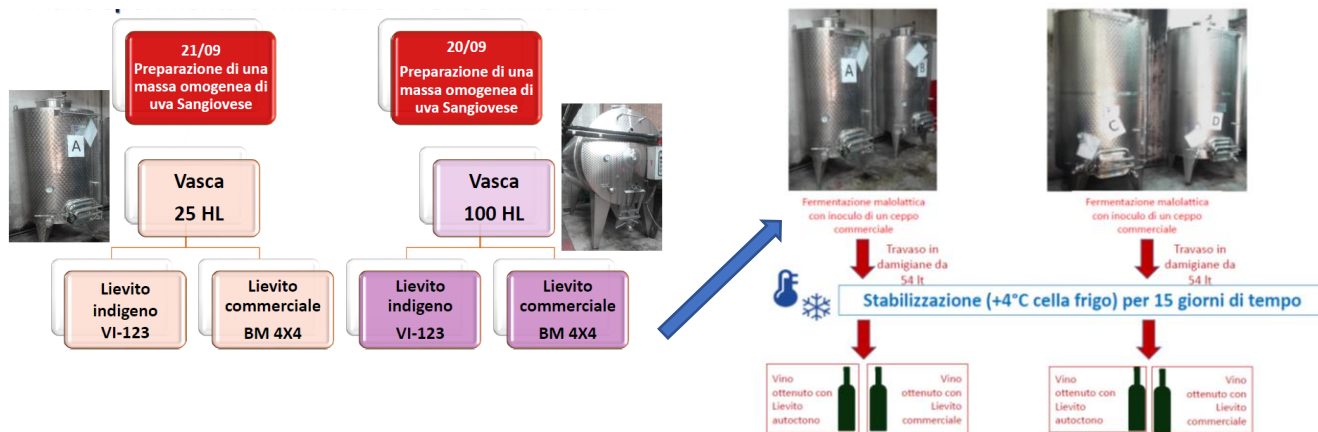 21/09
Preparazione di una
massa omogenea di
uva Sangiovese
20/09
Preparazione di una
massa omogenea di
uva Sangiovese
A
Vasca
25 HL
Vasca
100 HL
Lievito
indigeno
VI-123
Lievito
commerciale
BM 4X4
Lievito
indigeno
VI-123
Lievito
commerciale
BM 4X4
A
B
C
D
Fermentazione malolattica
con inoculo di un ceppo
commerciale
Fermentazione malolattica
con inoculo di un ceppo
commerciale
Travaso in
damigiane da
54 lt
Travaso in
damigiane da
54 lt
Stabilizzazione (+4°C cella frigo) per 15 giorni di tempo
Vino
ottenuto con
Lievito
autoctono
Vino
ottenuto con
Lievito
commerciale
Vino
ottenuto con
Lievito
autoctono
Vino
ottenuto con
Lievito
commerciale